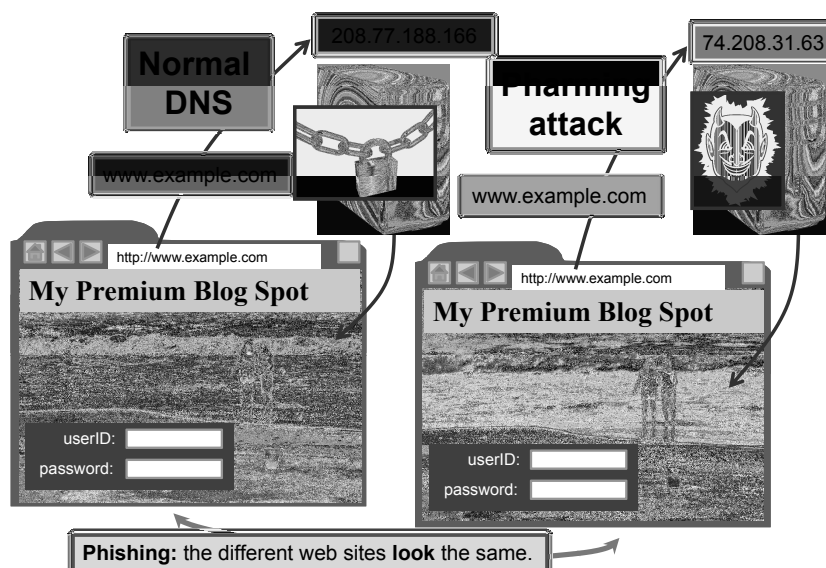 208.77.188.166
Normal
DNS
www.example.com
74.208.31.63
Pharming
attack
www.example.com
http://www.example.com
My Premium Blog Spot
userID:
password:
http://www.example.com
My Premium Blog Spot
userID:
password:
Phishing: the different web sites look the same.